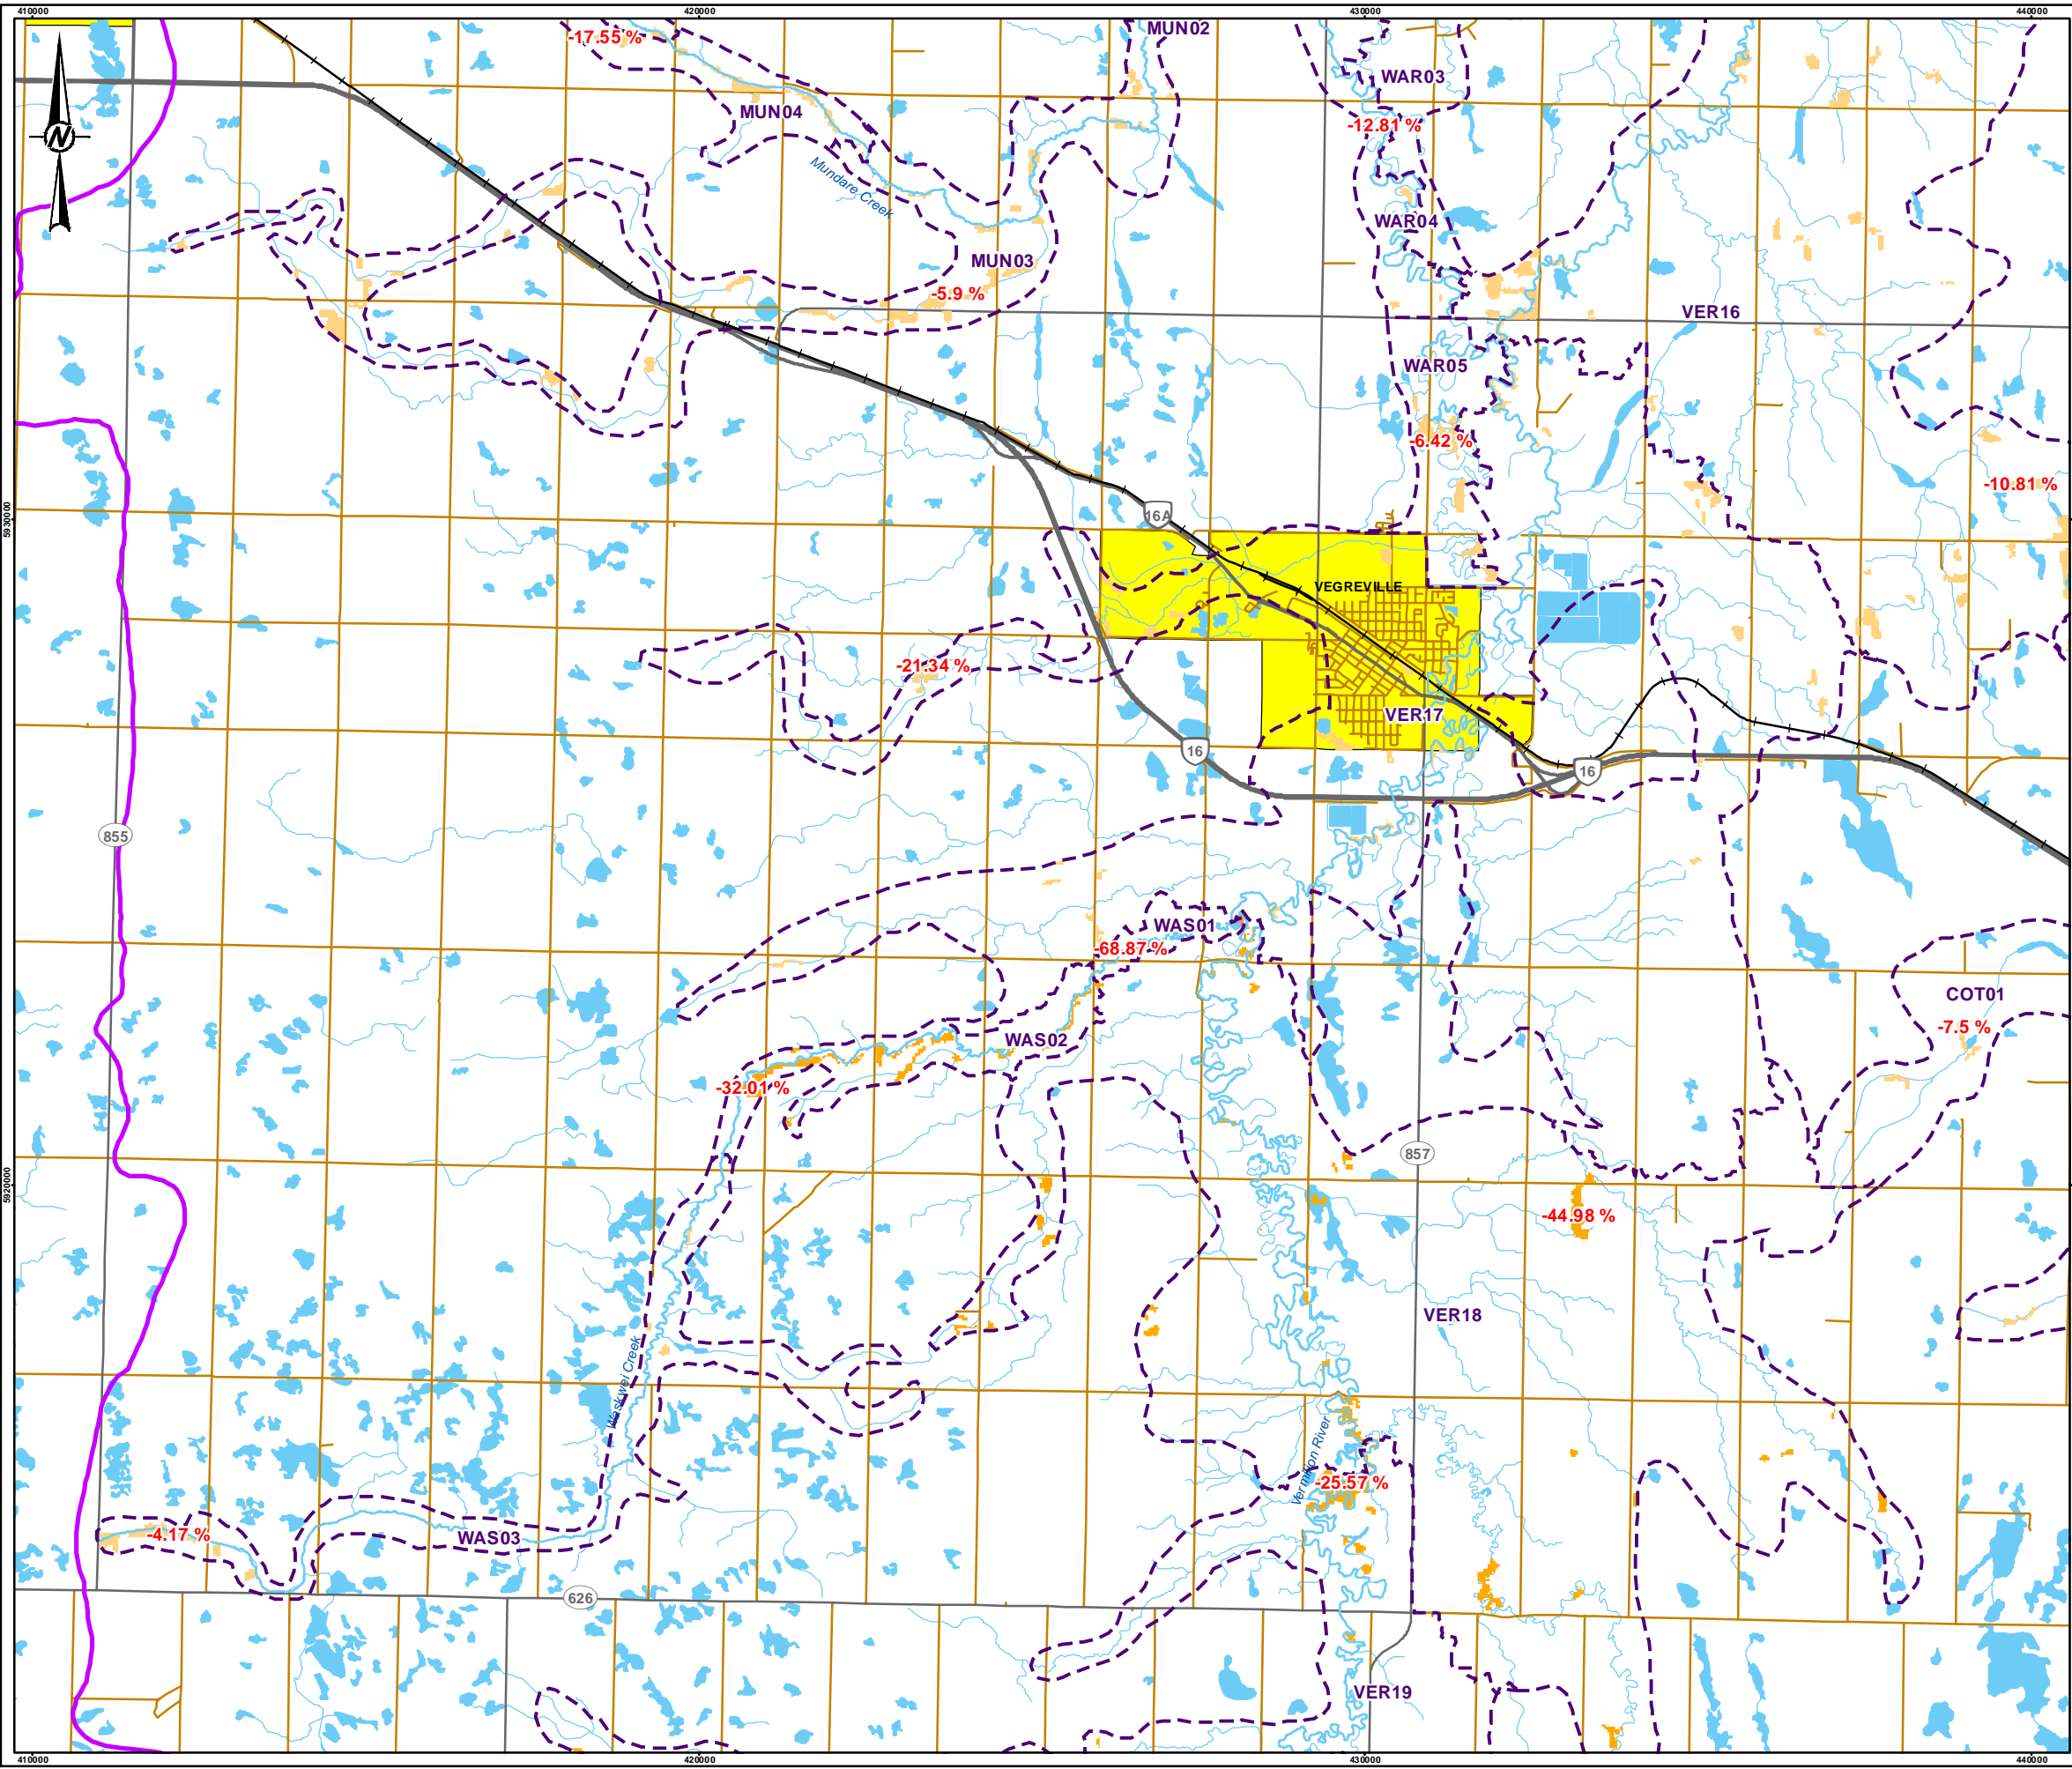 410000
420000
430000
440000
MUN02
-17.55 %
WAR03
MUN04
-12.81 %
N
Mundare Creek
WAR04
MUN03
-5.9 %
VER16
WAR05
-6.42 %
-10.81 %
5930000
16A
VEGREVILLE
-21.34 %
VER17
16
16
855
WAS01
-68.87 %
COT01
-7.5 %
WAS02
-32.01 %
857
5920000
-44.98 %
VER18
Waskwei Creek
Vermilion River
-25.57 %
-4.17 %
WAS03
626
VER19
410000
420000
430000
440000